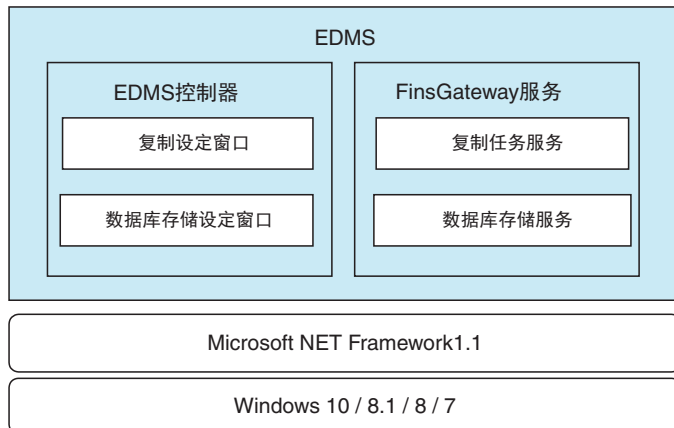 EDMS
EDMS控制器
复制设定窗口
数据库存储设定窗口
FinsGateway服务
复制任务服务
数据库存储服务
Microsoft NET Framework1.1
Windows 10 / 8.1 / 8 / 7